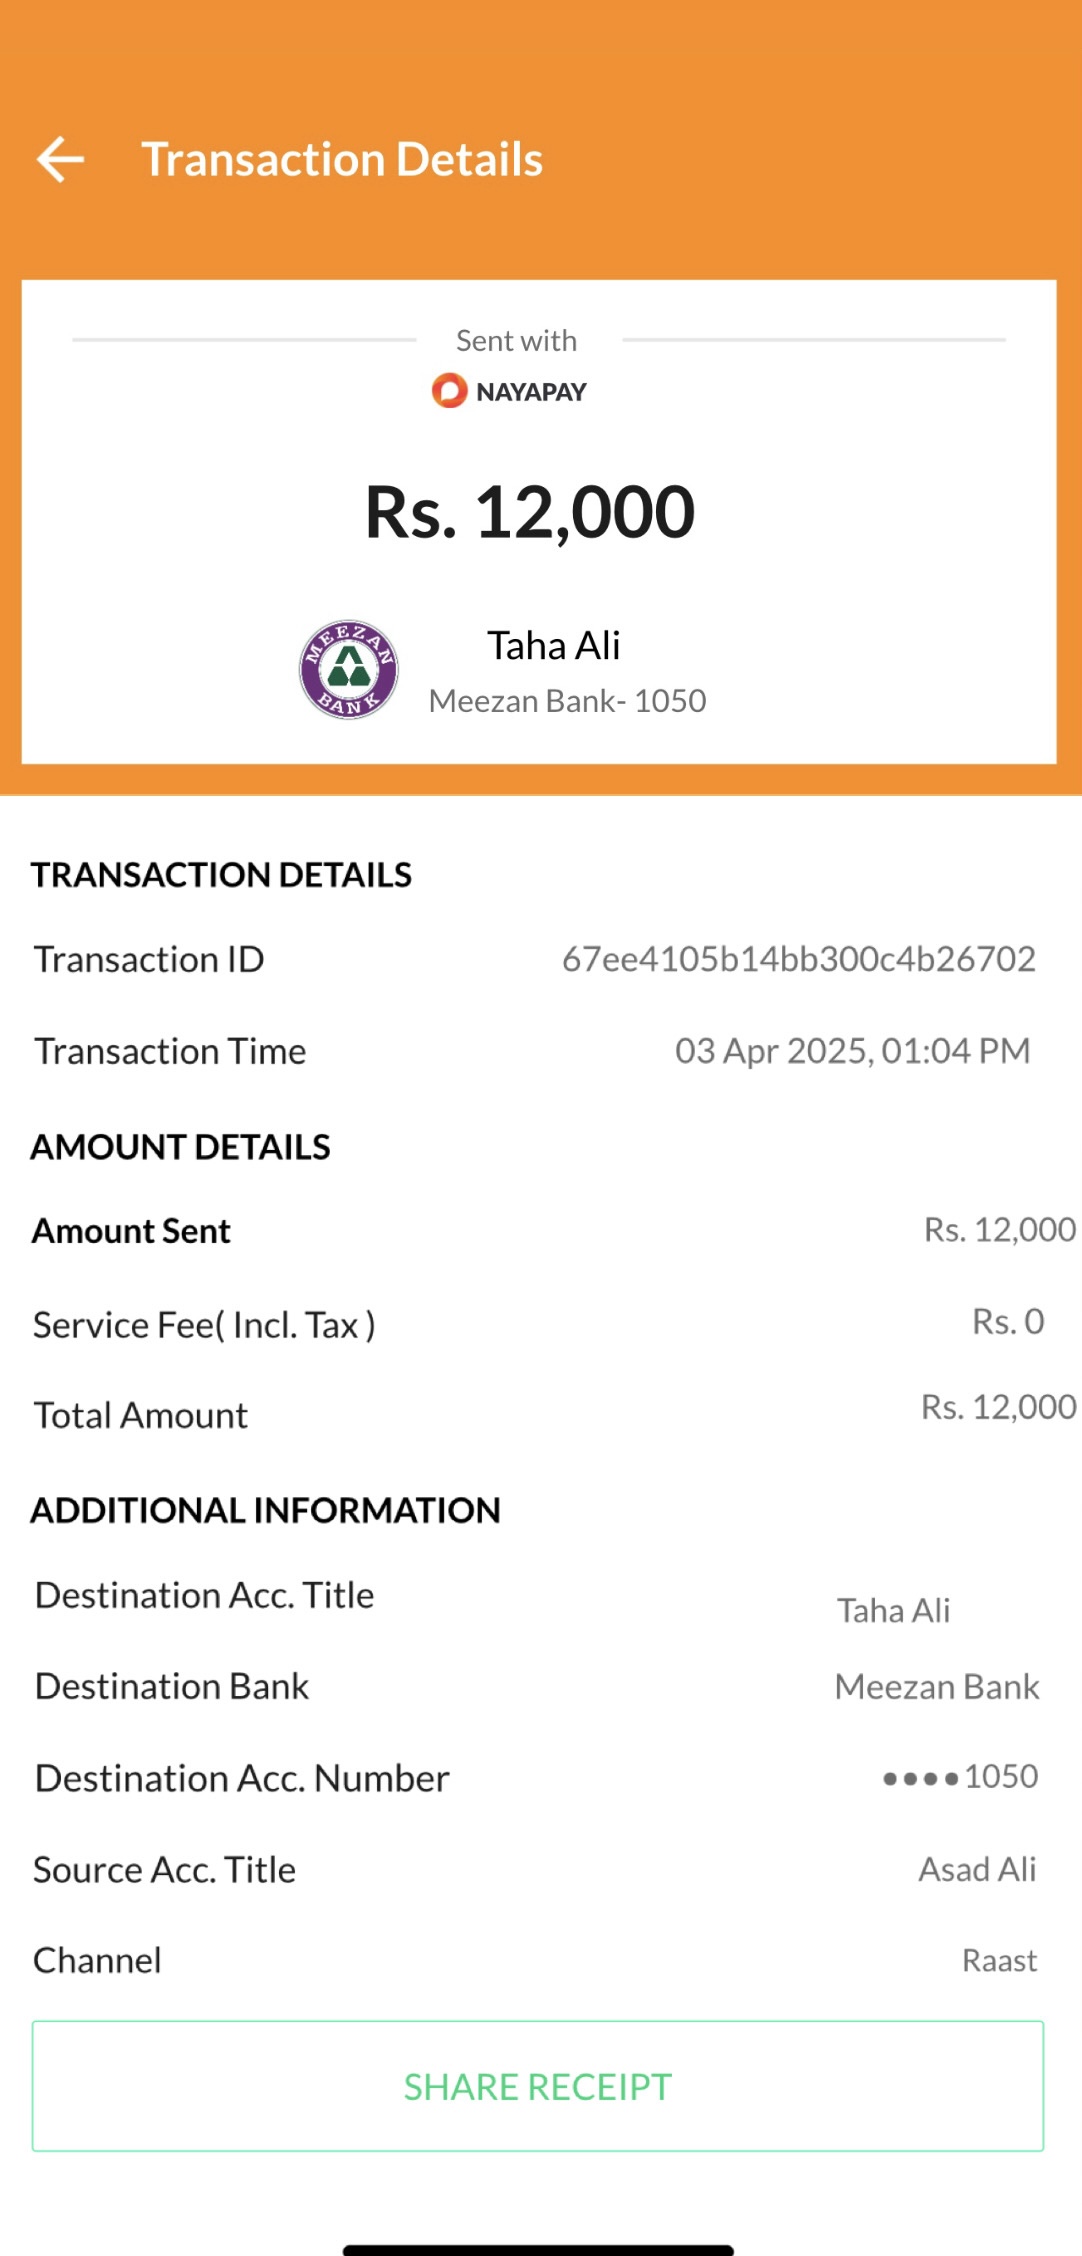 Transaction Details
Sent with
NAYAPAY
Rs. 12,000
MEEZAN BANK
Taha Ali
Meezan Bank- 1050
TRANSACTION DETAILS
Transaction ID 67ee4105b14bb300c4b26702
Transaction Time 03 Apr 2025, 01:04 PM
AMOUNT DETAILS
Amount Sent Rs. 12,000
Service Fee( Incl. Tax ) Rs. 0
Total Amount Rs. 12,000
ADDITIONAL INFORMATION
Destination Acc. Title Taha Ali
Destination Bank Meezan Bank
Destination Acc. Number ●●●●1050
Source Acc. Title Asad Ali
Channel Raast
SHARE RECEIPT